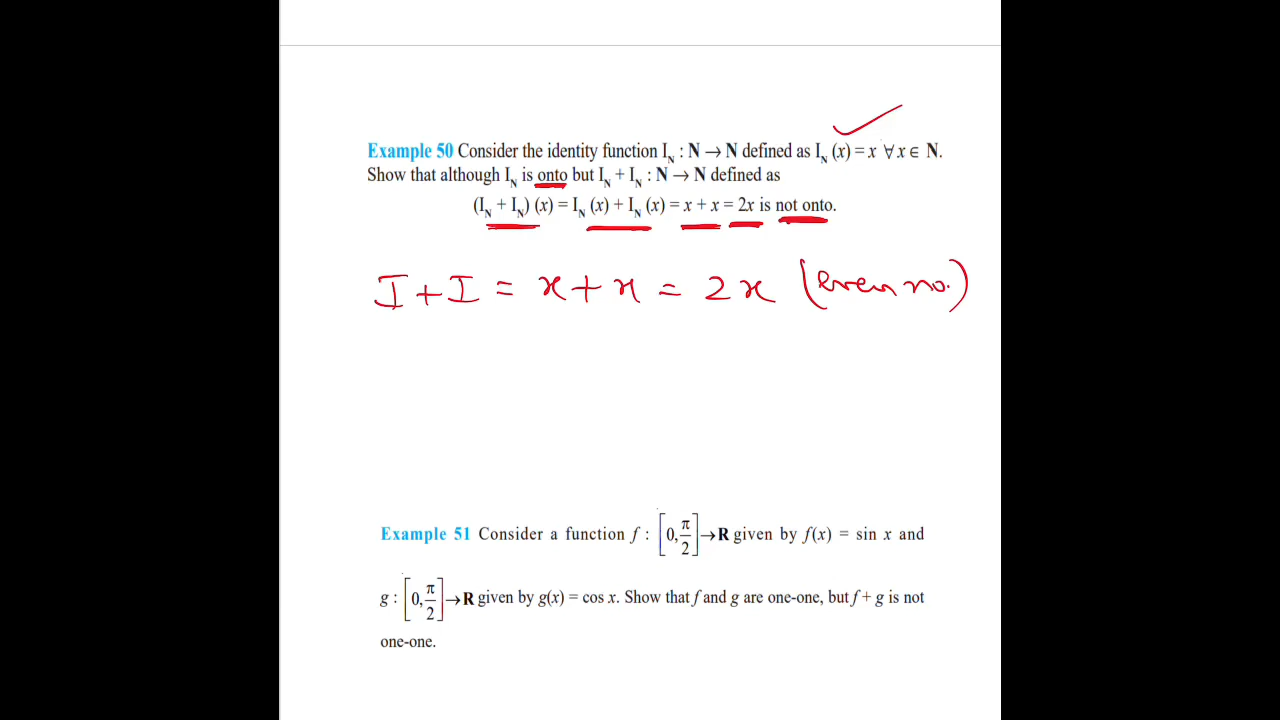 Example 50 Consider the identity function I_N : N → N defined as I_N (x) = x ∀ x ∈ N.
Show that although I_N is onto but I_N + I_N : N → N defined as
(I_N + I_N) (x) = I_N (x) + I_N (x) = x + x = 2x is not onto.
I + I = x + x = 2x (even no.)
Example 51 Consider a function f : [0, π/2] → R given by f(x) = sin x and
g : [0, π/2] → R given by g(x) = cos x. Show that f and g are one-one, but f + g is not
one-one.